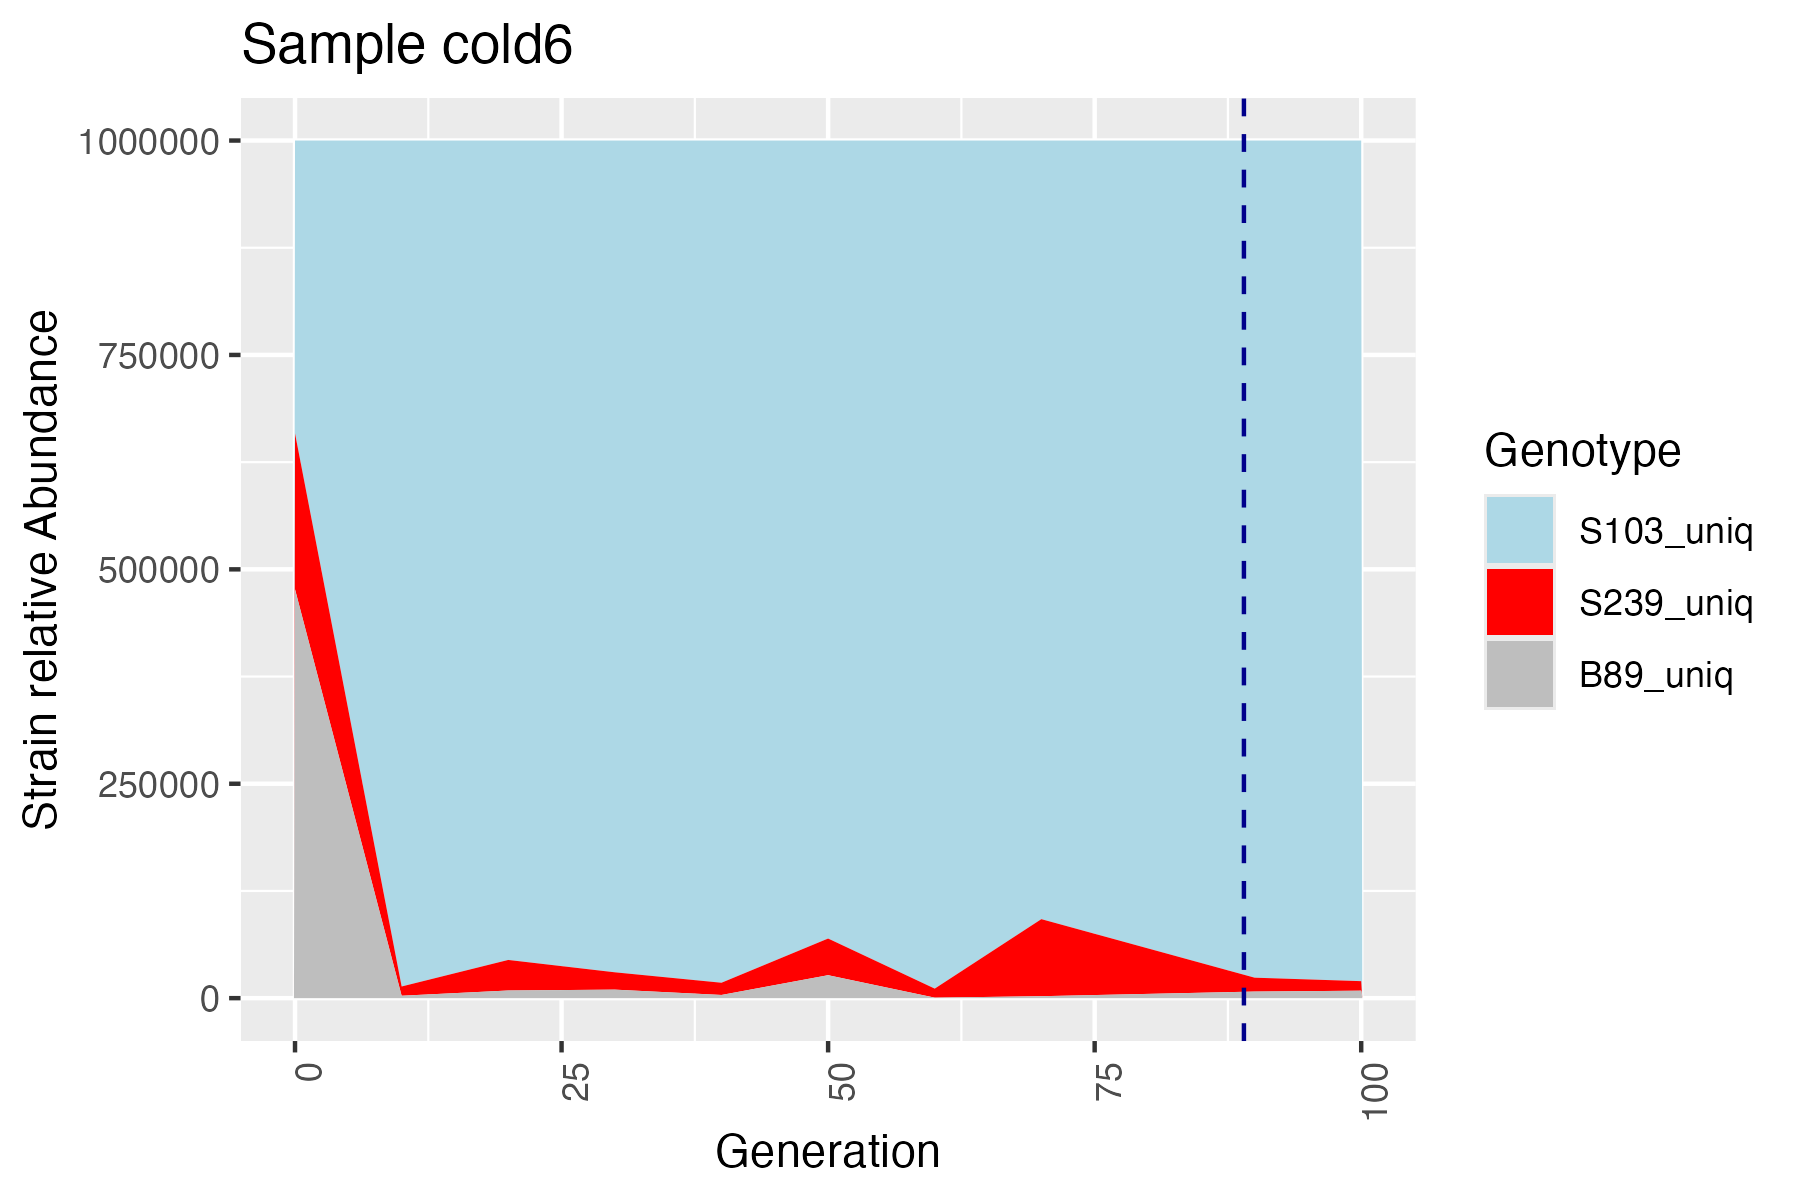 Sample cold6
Strain relative Abundance
1000000
750000
500000
250000
0
0
25
50
75
100
Generation
Genotype
S103_uniq
S239_uniq
B89_uniq